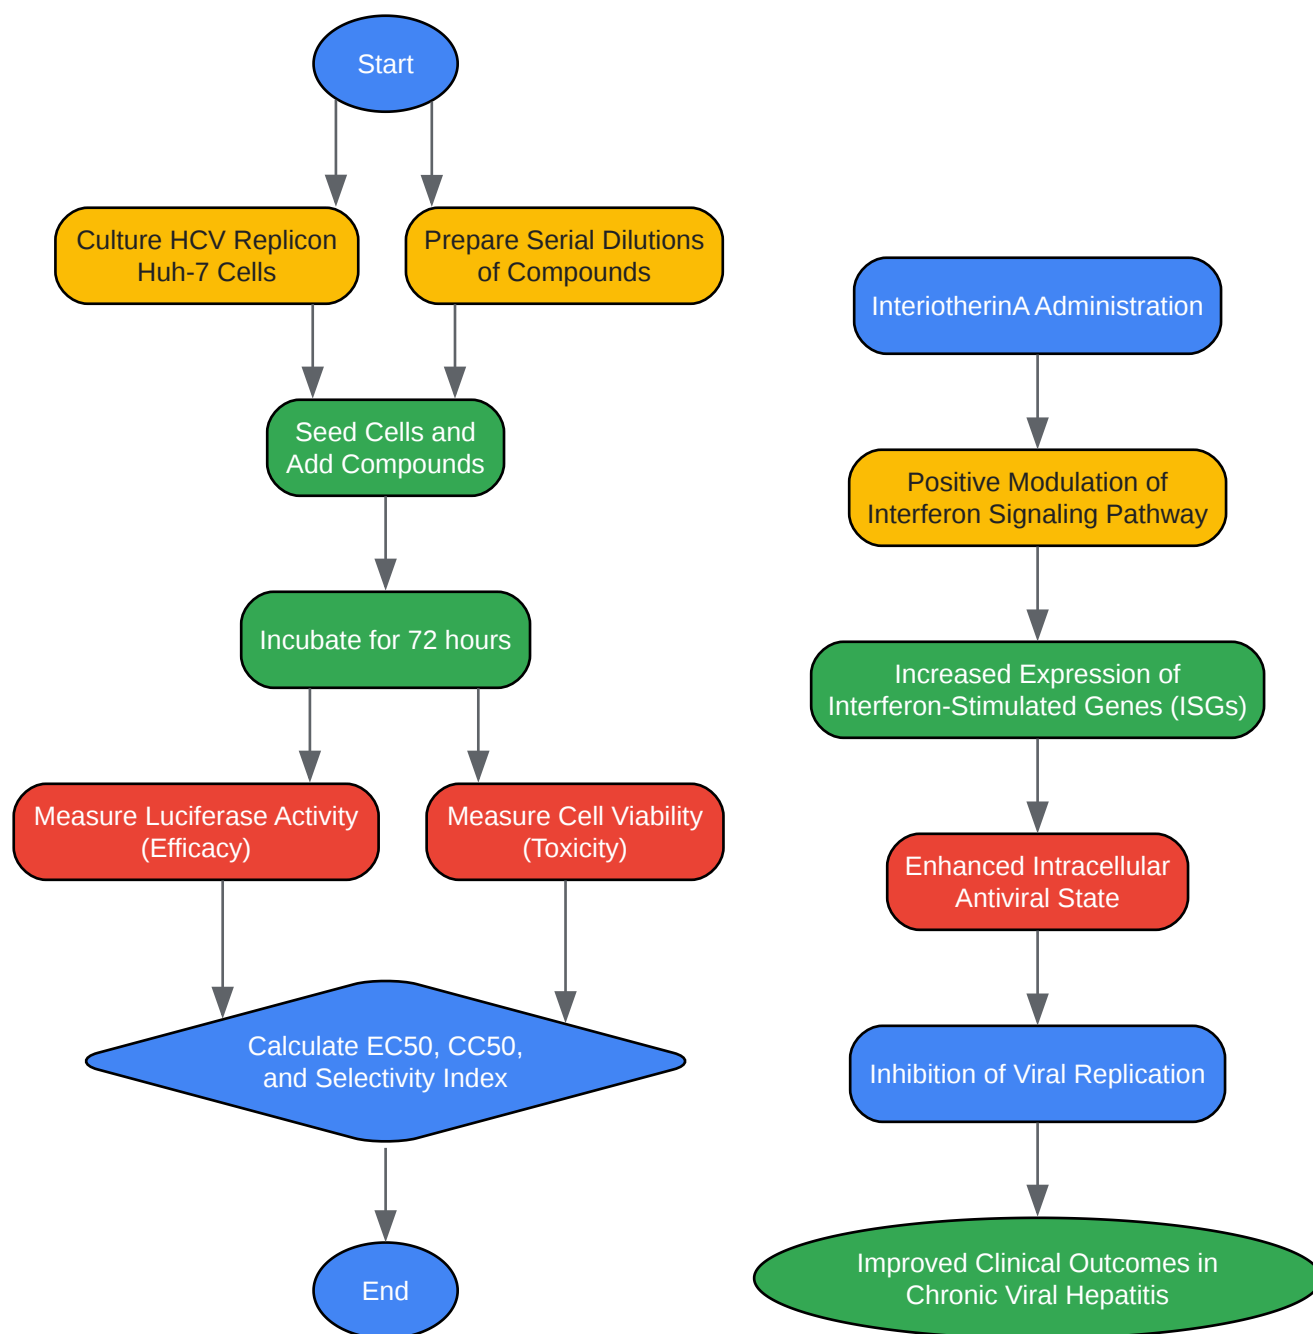 Start
Culture HCV Replicon
Huh-7 Cells
Prepare Serial Dilutions
of Compounds
Seed Cells and
Add Compounds
Incubate for 72 hours
Measure Luciferase Activity
(Efficacy)
Measure Cell Viability
(Toxicity)
Calculate EC50, CC50,
and Selectivity Index
End
InteriotherinA Administration
Positive Modulation of
Interferon Signaling Pathway
Increased Expression of
Interferon-Stimulated Genes (ISGs)
Enhanced Intracellular
Antiviral State
Inhibition of Viral Replication
Improved Clinical Outcomes in
Chronic Viral Hepatitis